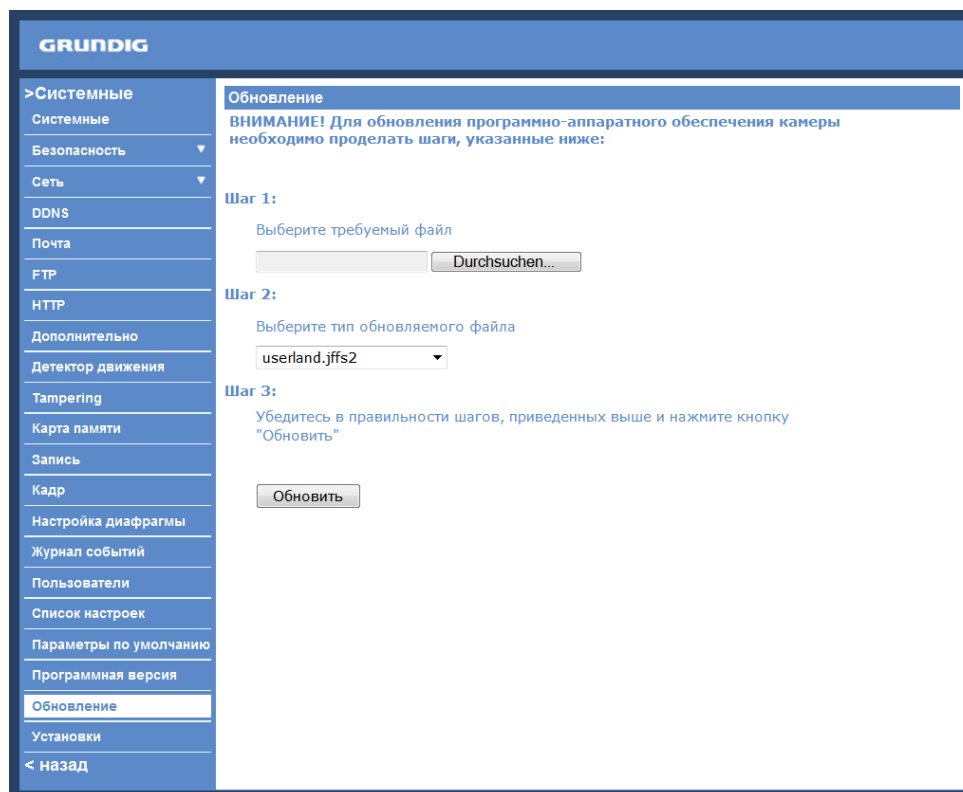 GRUNDIG
>Системные
Системные
Безопасность
Сеть
DDNS
Почта
FTP
HTTP
Дополнительно
Детектор движения
Tampering
Карта памяти
Запись
Кадр
Настройка диафрагмы
Журнал событий
Пользователи
Список настроек
Параметры по умолчанию
Программная версия
Обновление
Установки
< назад
Обновление
ВНИМАНИЕ! Для обновления программно-аппаратного обеспечения камеры
необходимо проделать шаги, указанные ниже:
Шаг 1:
Выберите требуемый файл
Durchsuchen...
Шаг 2:
Выберите тип обновляемого файла
userland.jffs2
Шаг 3:
Убедитесь в правильности шагов, приведенных выше и нажмите кнопку
"Обновить"
Обновить